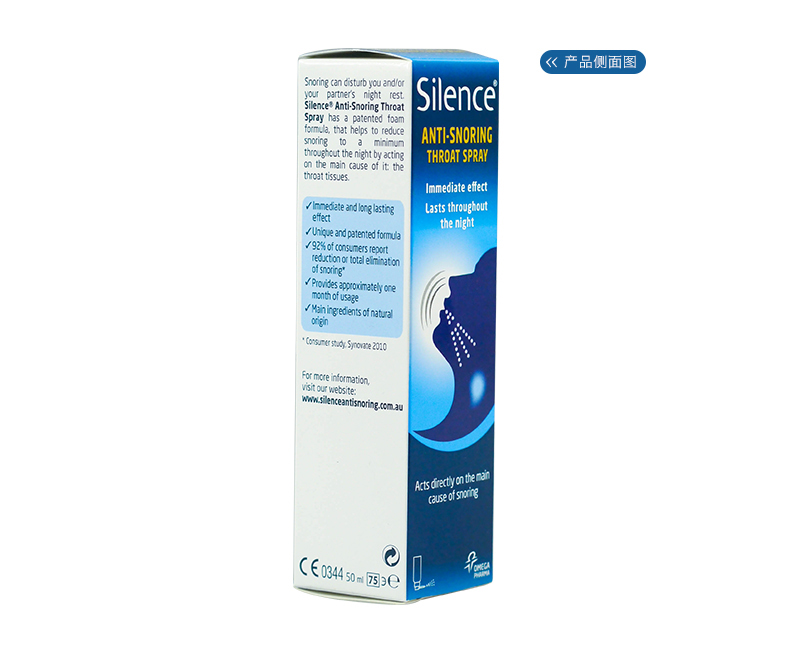 《 产品侧面图
Snoring can disturb you and/or
your partner's night rest.
Silence® Anti-Snoring Throat
Spray has a patented foam
formula, that helps to reduce
snoring to a minimum
throughout the night by acting
on the main cause of it: the
throat tissues.
✓Immediate and long lasting
effect
✓Unique and patented formula
✓92% of consumers report
reduction or total elimination
of snoring*
✓Provides approximately one
month of usage
✓Main ingredients of natural
origin
* Consumer study, Synovate 2010
For more information,
visit our website:
www.silenceantisnoring.com.au
CE 0344 50 ml 75 ℮
Silence®
ANTI-SNORING
THROAT SPRAY
Immediate effect
Lasts throughout
the night
Acts directly on the main
cause of snoring
OMEGA
PHARMA